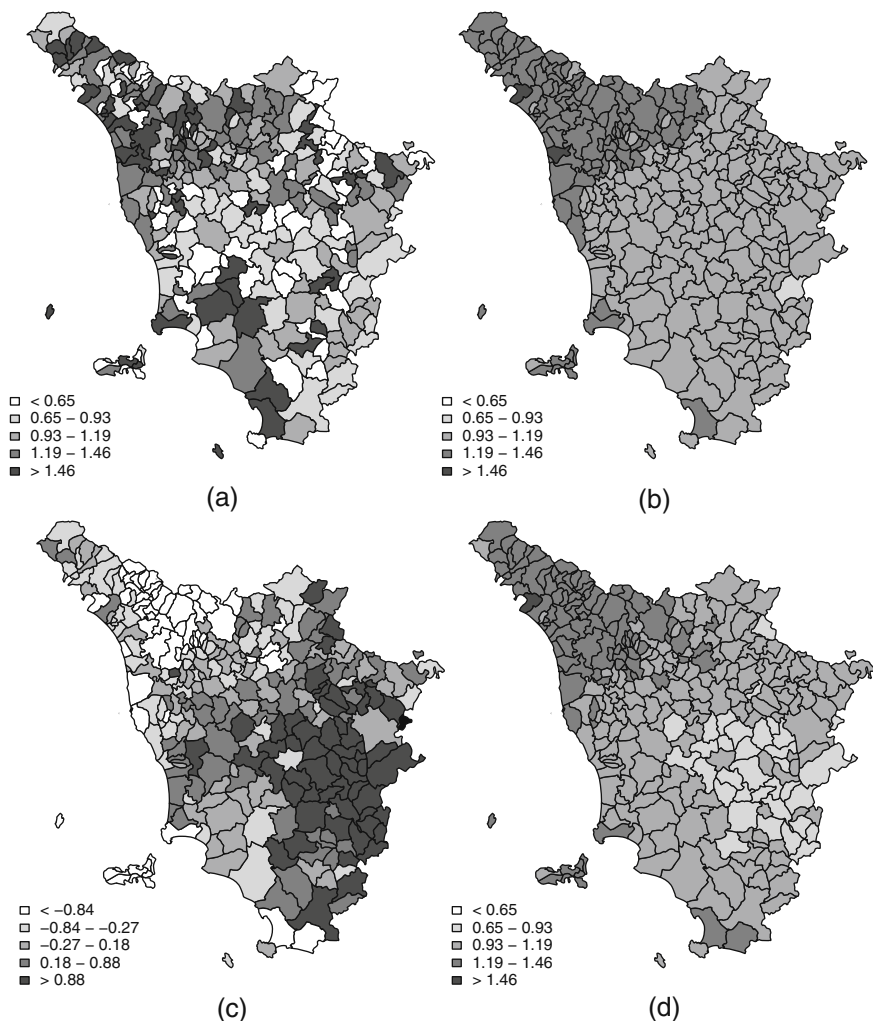 < 0.65
0.65 – 0.93
0.93 – 1.19
1.19 – 1.46
> 1.46
(a)
< 0.65
0.65 – 0.93
0.93 – 1.19
1.19 – 1.46
> 1.46
(b)
< −0.84
−0.84 – −0.27
−0.27 – 0.18
0.18 – 0.88
> 0.88
(c)
< 0.65
0.65 – 0.93
0.93 – 1.19
1.19 – 1.46
> 1.46
(d)